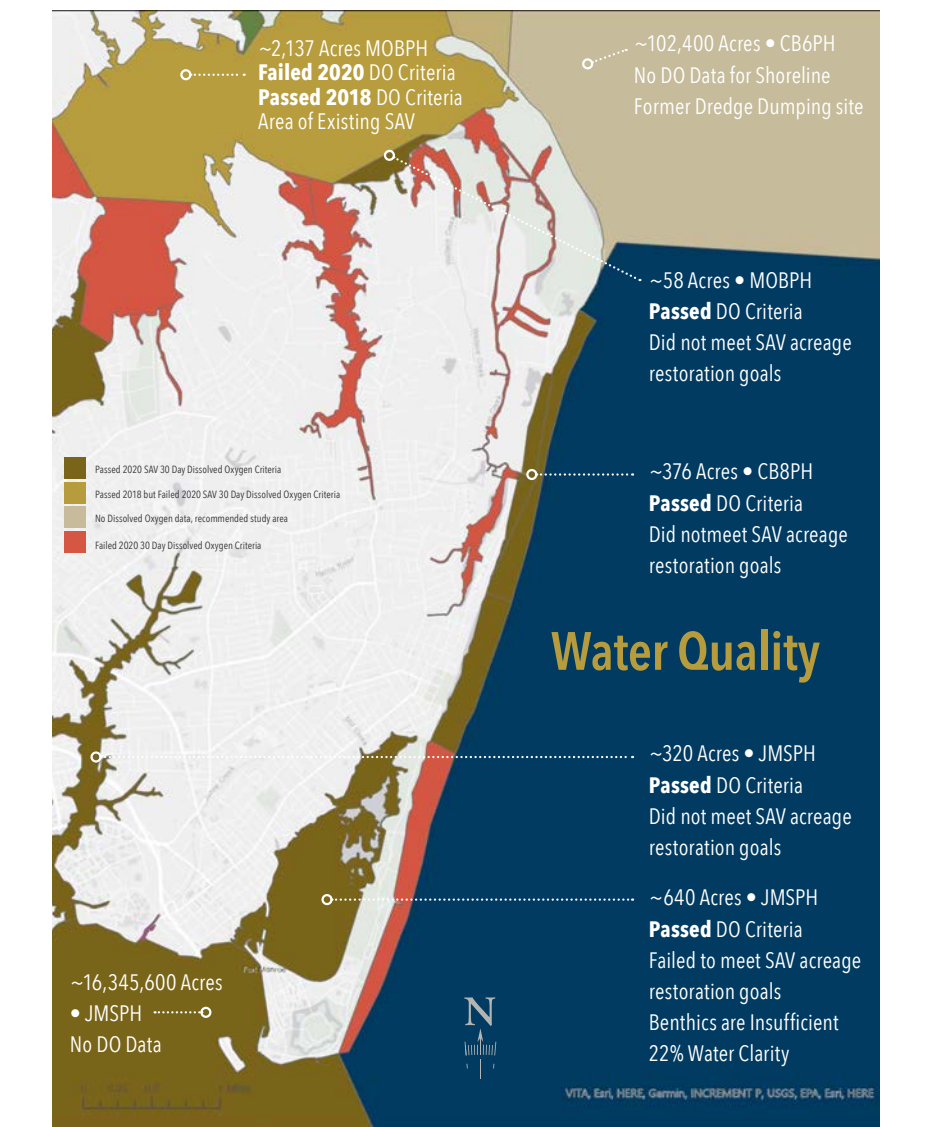 ~2,137 Acres MOBPH
Failed 2020 DO Criteria
Passed 2018 DO Criteria
Area of Existing SAV
~102,400 Acres • CB6PH
No DO Data for Shoreline
Former Dredge Dumping site
~58 Acres • MOBPH
Passed DO Criteria
Did not meet SAV acreage
restoration goals
Passed 2020 SAV 30 Day Dissolved Oxygen Criteria
Passed 2018 but Failed 2020 SAV 30 Day Dissolved Oxygen Criteria
No Dissolved Oxygen data, recommended study area
Failed 2020 30 Day Dissolved Oxygen Criteria
~376 Acres • CB8PH
Passed DO Criteria
Did notmeet SAV acreage
restoration goals
Water Quality
~320 Acres • JMSPH
Passed DO Criteria
Did not meet SAV acreage
restoration goals
~640 Acres • JMSPH
Passed DO Criteria
Failed to meet SAV acreage
restoration goals
Benthics are Insufficient
22% Water Clarity
Fort Monroe
~16,345,600 Acres
• JMSPH
No DO Data
N
VITA, Esri, HERE, Garmin, INCREMENT P, USGS, EPA, Esri, HERE